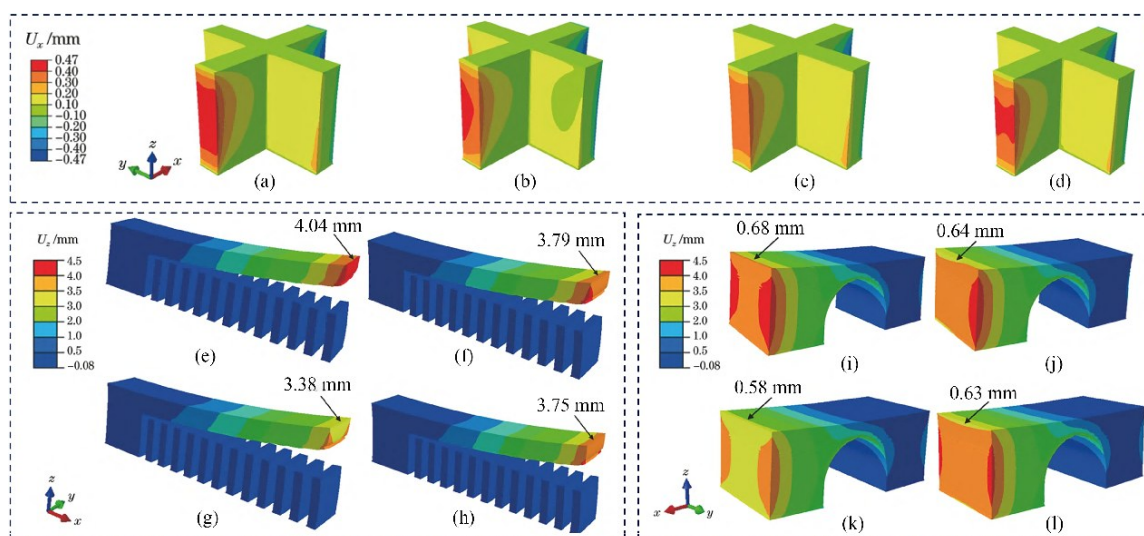 U_x /mm
0.47
0.40
0.30
0.20
0.10
−0.10
−0.20
−0.30
−0.40
−0.47
z
y
x
(a)
(b)
(c)
(d)
U_z /mm
4.5
4.0
3.5
3.0
2.0
1.0
0.5
−0.08
4.04 mm
3.79 mm
(e)
(f)
3.38 mm
3.75 mm
z
y
x
(g)
(h)
U_z /mm
4.5
4.0
3.5
3.0
2.0
1.0
0.5
−0.08
0.68 mm
0.64 mm
(i)
(j)
0.58 mm
0.63 mm
z
x
y
(k)
(l)